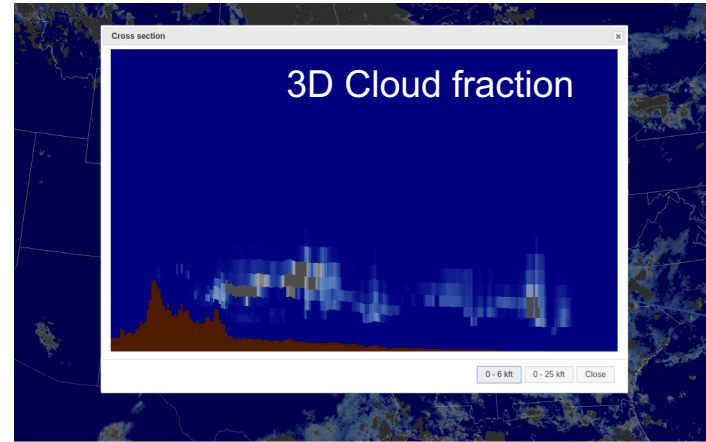 Cross section
3D Cloud fraction
0 - 6 kft
0 - 25 kft
Close